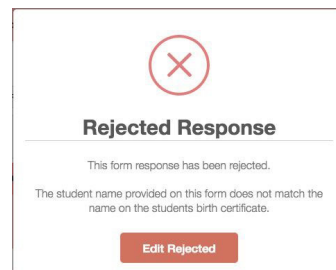 Rejected Response
This form response has been rejected.
The student name provided on this form does not match the
name on the students birth certificate.
Edit Rejected